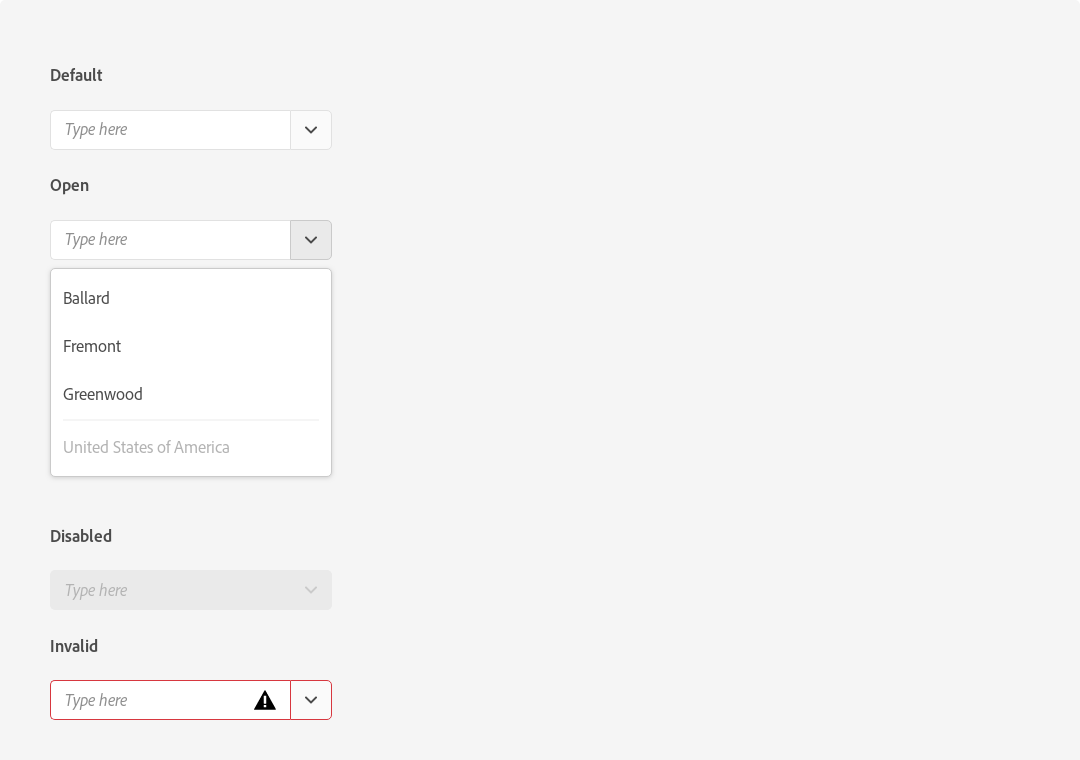 Default
Type here
Open
Type here
Ballard
Fremont
Greenwood
United States of America
Disabled
Type here
Invalid
Type here